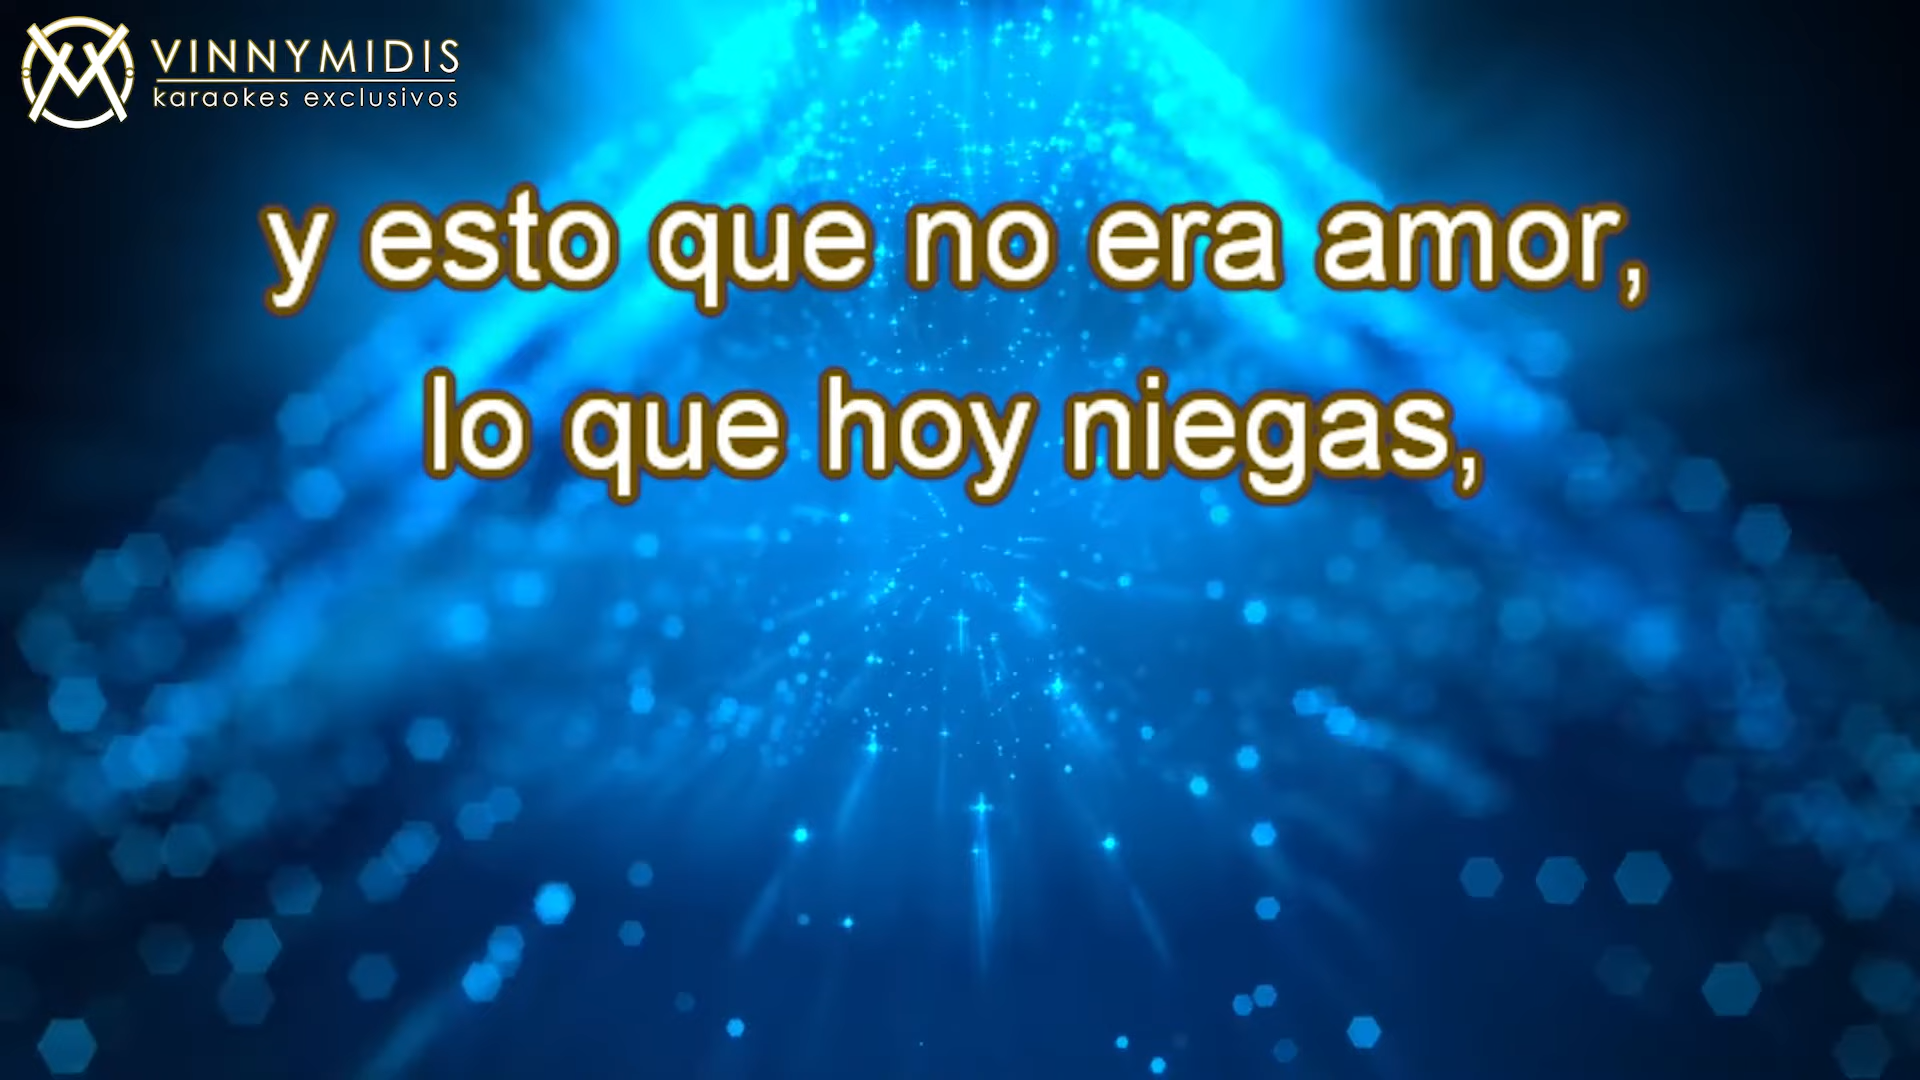 VINNYMIDIS
karaokes exclusivos
y esto que no era amor,
lo que hoy niegas,